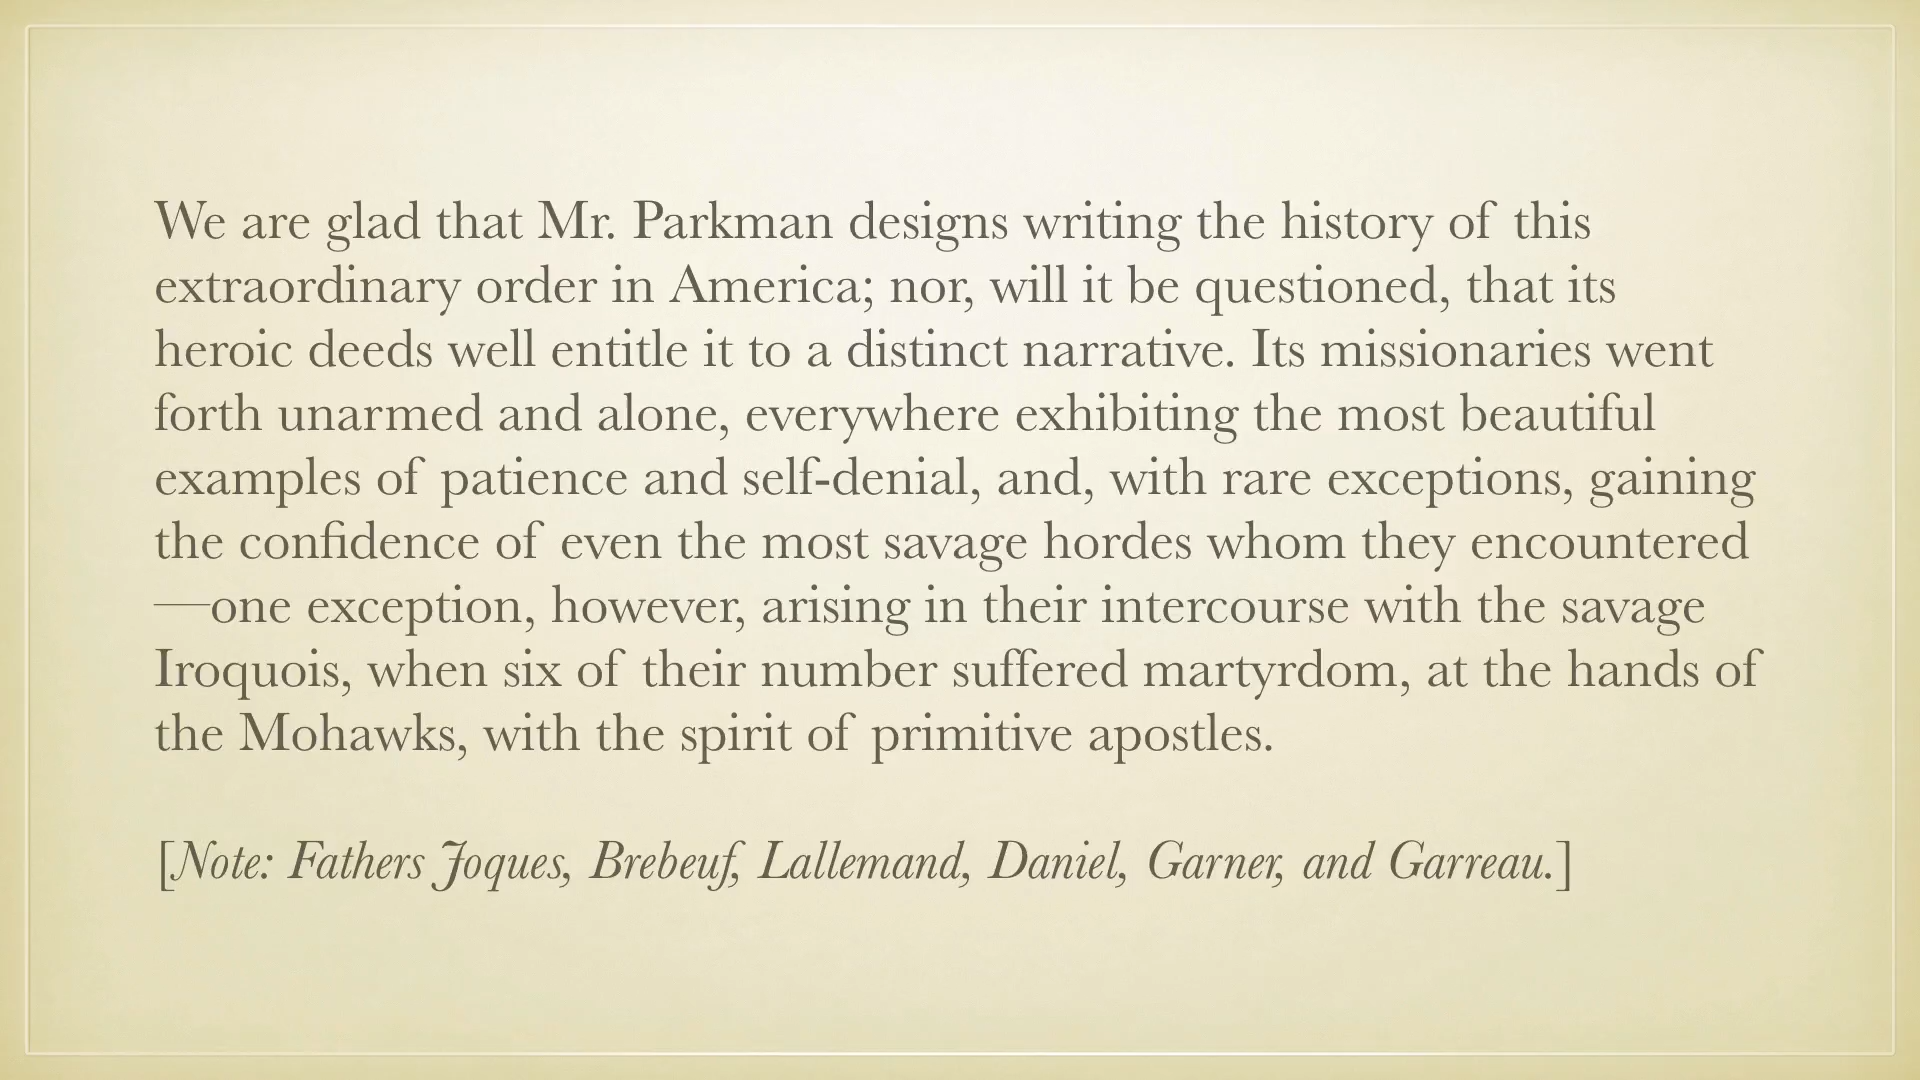 We are glad that Mr. Parkman designs writing the history of this
extraordinary order in America; nor, will it be questioned, that its
heroic deeds well entitle it to a distinct narrative. Its missionaries went
forth unarmed and alone, everywhere exhibiting the most beautiful
examples of patience and self-denial, and, with rare exceptions, gaining
the confidence of even the most savage hordes whom they encountered
—one exception, however, arising in their intercourse with the savage
Iroquois, when six of their number suffered martyrdom, at the hands of
the Mohawks, with the spirit of primitive apostles.
[Note: Fathers Joques, Brebeuf, Lallemand, Daniel, Garner, and Garreau.]